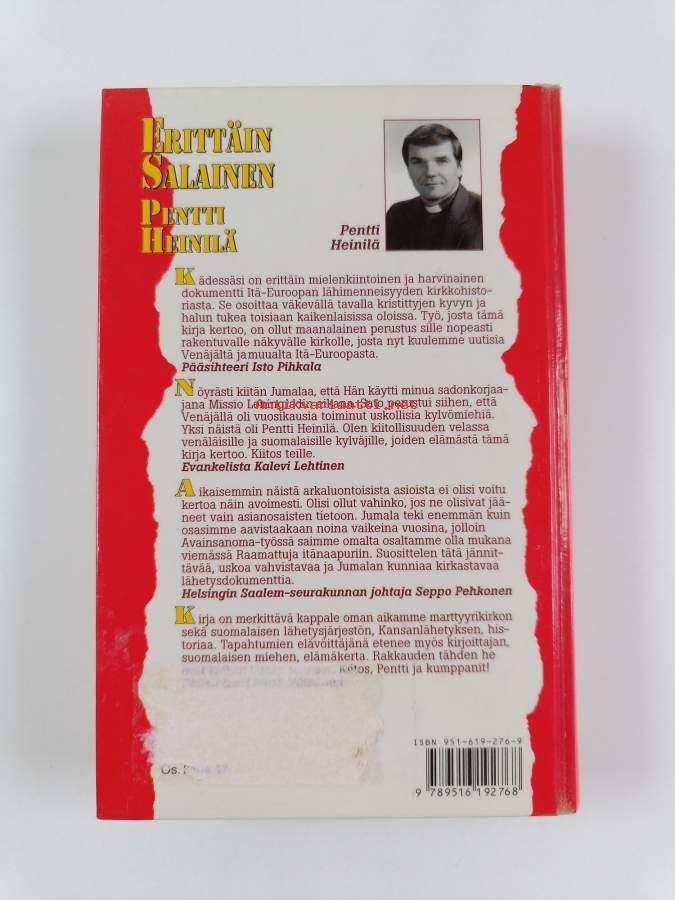 ERITTÄIN
SALAINEN
PENTTI
HEINILÄ
Pentti
Heinilä
Kädessäsi on erittäin mielenkiintoinen ja harvinainen
dokumentti Itä-Euroopan lähimenneisyyden kirkkohisto-
riasta. Se osoittaa väkevällä tavalla kristittyjen kyvyn ja
halun tukea toisiaan kaikenlaisissa oloissa. Työ, josta tämä
kirja kertoo, on ollut maanalainen perustus sille nopeasti
rakentuvalle näkyvälle kirkolle, josta nyt kuulemme uutisia
Venäjältä ja muualta Itä-Euroopasta.
Pääsihteeri Isto Pihkala
Nöyrästi kiitän Jumalaa, että Hän käytti minua sadonkorjaa-
jana Missio perustui siihen, että
antikvariaatti.net
Venäjällä oli vuosikausia toiminut uskollisia kylvömiehiä.
Yksi näistä oli Pentti Heinilä. Olen kiitollisuuden velassa
venäläisille ja suomalaisille kylväjille, joiden elämästä tämä
kirja kertoo. Kiitos teille.
Evankelista Kalevi Lehtinen
Aikaisemmin näistä arkaluontoisista asioista ei olisi voitu
kertoa näin avoimesti. Olisi ollut vahinko, jos ne olisivat jää-
neet vain asianosaisten tietoon. Jumala teki enemmän kuin
osasimme aavistaakaan noina vaikeina vuosina, jolloin
Avainsanoma-työssä saimme omalta osaltamme olla mukana
viemässä Raamattuja itänaapuriin. Suosittelen tätä jännit-
tävää, uskoa vahvistavaa ja Jumalan kunniaa kirkastavaa
lähetysdokumenttia.
Helsingin Saalem-seurakunnan johtaja Seppo Pehkonen
Kirja on merkittävä kappale oman aikamme marttyyrikirkon
sekä suomalaisen lähetysjärjestön, Kansanlähetyksen, his-
toriaa. Tapahtumien elävöittäjänä etenee myös kirjoittajan,
suomalaisen miehen, elämäkerta. Rakkauden tähden he
Kiitos, Pentti ja kumppanit!
ISBN 951-619-276-9
Os.
9 789516 192768